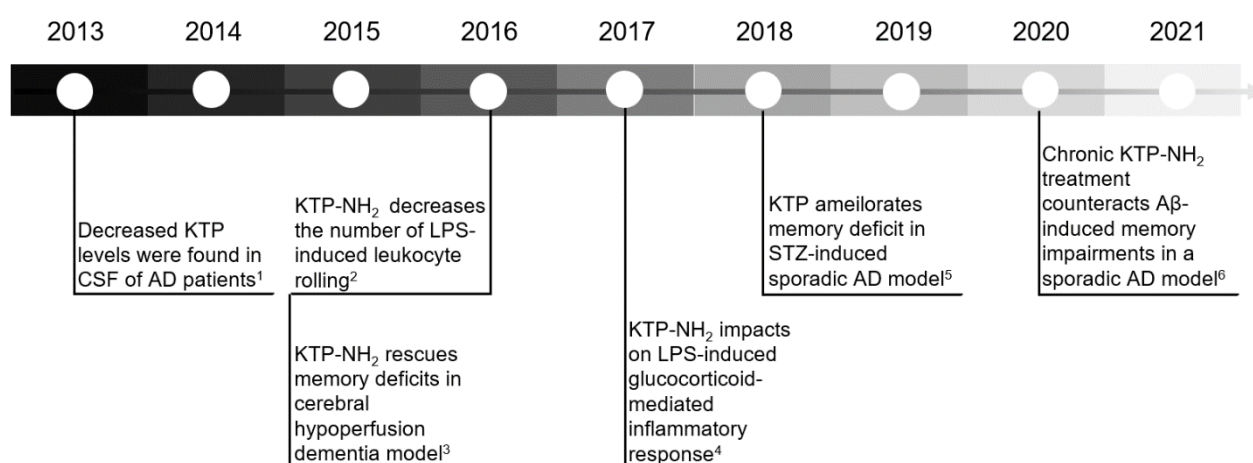 2013 2014 2015 2016 2017 2018 2019 2020 2021
Decreased KTP
levels were found in
CSF of AD patients¹
KTP-NH₂ decreases
the number of LPS-
induced leukocyte
rolling²
KTP-NH₂ rescues
memory deficits in
cerebral
hypoperfusion
dementia model³
KTP-NH₂ impacts
on LPS-induced
glucocorticoid-
mediated
inflammatory
response⁴
KTP ameilorates
memory deficit in
STZ-induced
sporadic AD model⁵
Chronic KTP-NH₂
treatment
counteracts Aβ-
induced memory
impairments in a
sporadic AD model⁶